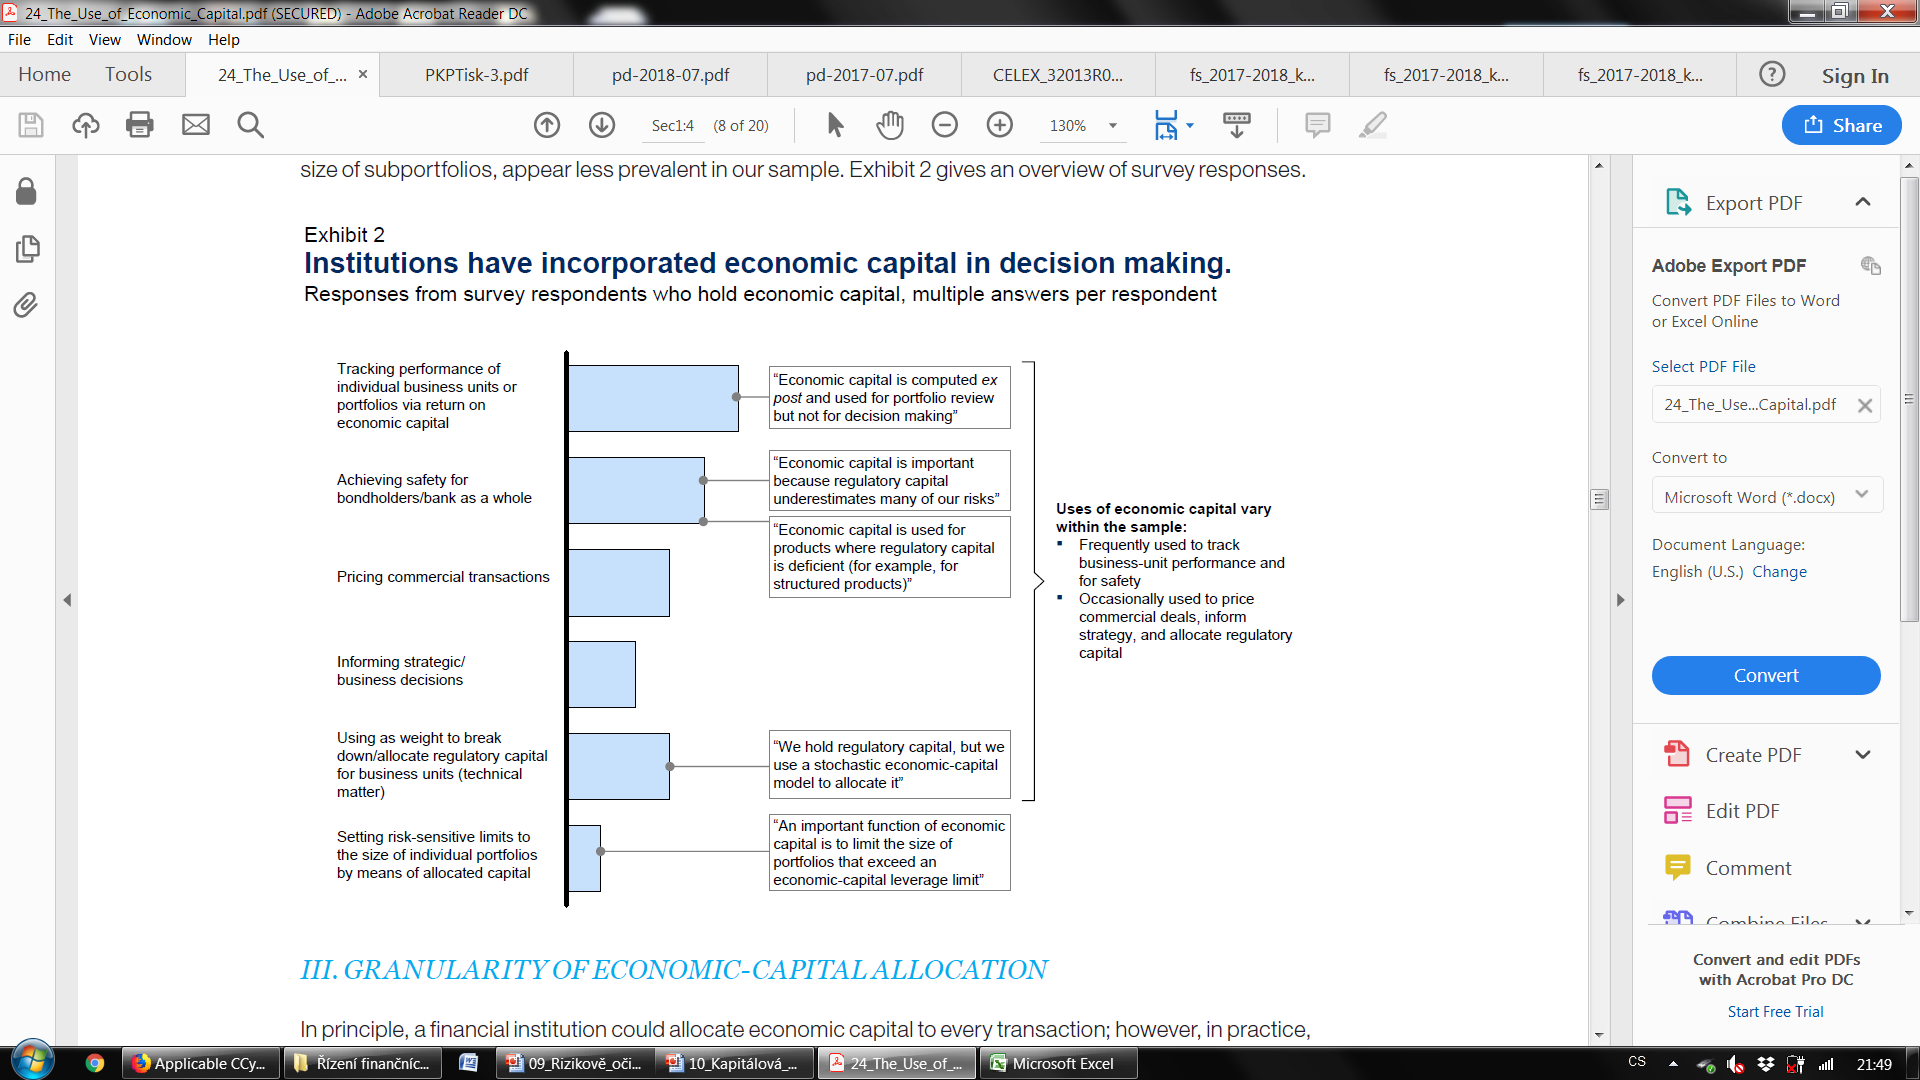 24_The_Use_of_Economic_Capital.pdf (SECURED) - Adobe Acrobat Reader DC
File Edit View Window Help
Home Tools 24_The_Use_of_... × PKPTisk-3.pdf pd-2018-07.pdf pd-2017-07.pdf CELEX_32013R0... fs_2017-2018_k... fs_2017-2018_k... fs_2017-2018_k... Sign In
Sec1:4 (8 of 20) 130% Share
size of subportfolios, appear less prevalent in our sample. Exhibit 2 gives an overview of survey responses.
Exhibit 2
Institutions have incorporated economic capital in decision making.
Responses from survey respondents who hold economic capital, multiple answers per respondent
Tracking performance of
individual business units or
portfolios via return on
economic capital
“Economic capital is computed ex
post and used for portfolio review
but not for decision making”
Achieving safety for
bondholders/bank as a whole
“Economic capital is important
because regulatory capital
underestimates many of our risks”
“Economic capital is used for
products where regulatory capital
is deficient (for example, for
structured products)”
Pricing commercial transactions
Informing strategic/
business decisions
Using as weight to break
down/allocate regulatory capital
for business units (technical
matter)
“We hold regulatory capital, but we
use a stochastic economic-capital
model to allocate it”
Setting risk-sensitive limits to
the size of individual portfolios
by means of allocated capital
“An important function of economic
capital is to limit the size of
portfolios that exceed an
economic-capital leverage limit”
Uses of economic capital vary
within the sample:
▪ Frequently used to track
business-unit performance and
for safety
▪ Occasionally used to price
commercial deals, inform
strategy, and allocate regulatory
capital
III. GRANULARITY OF ECONOMIC-CAPITAL ALLOCATION
In principle, a financial institution could allocate economic capital to every transaction; however, in practice,
Export PDF
Adobe Export PDF
Convert PDF Files to Word
or Excel Online
Select PDF File
24_The_Use...Capital.pdf
Convert to
Microsoft Word (*.docx)
Document Language:
English (U.S.) Change
Convert
Create PDF
Edit PDF
Comment
Combine Files
Convert and edit PDFs
with Acrobat Pro DC
Start Free Trial
Applicable CCy... Řízení finančníc... 09_Rizikově_oči... 10_Kapitálová_... 24_The_Use_of_... Microsoft Excel CS 21:49